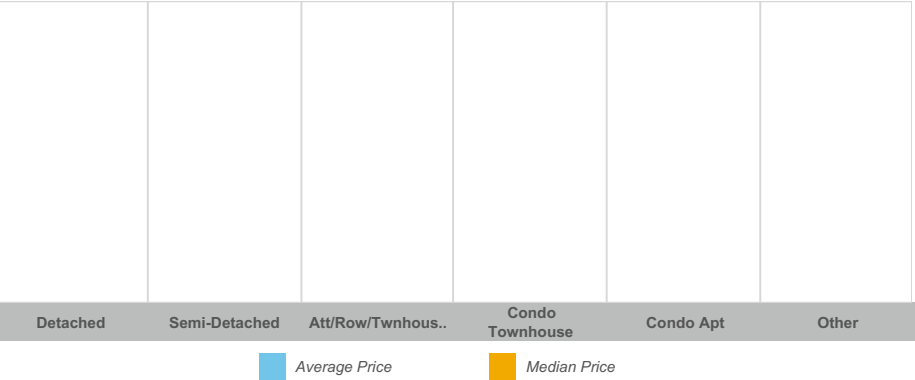 Detached
Semi-Detached
Att/Row/Twnhous..
Condo
Townhouse
Condo Apt
Other
Average Price
Median Price